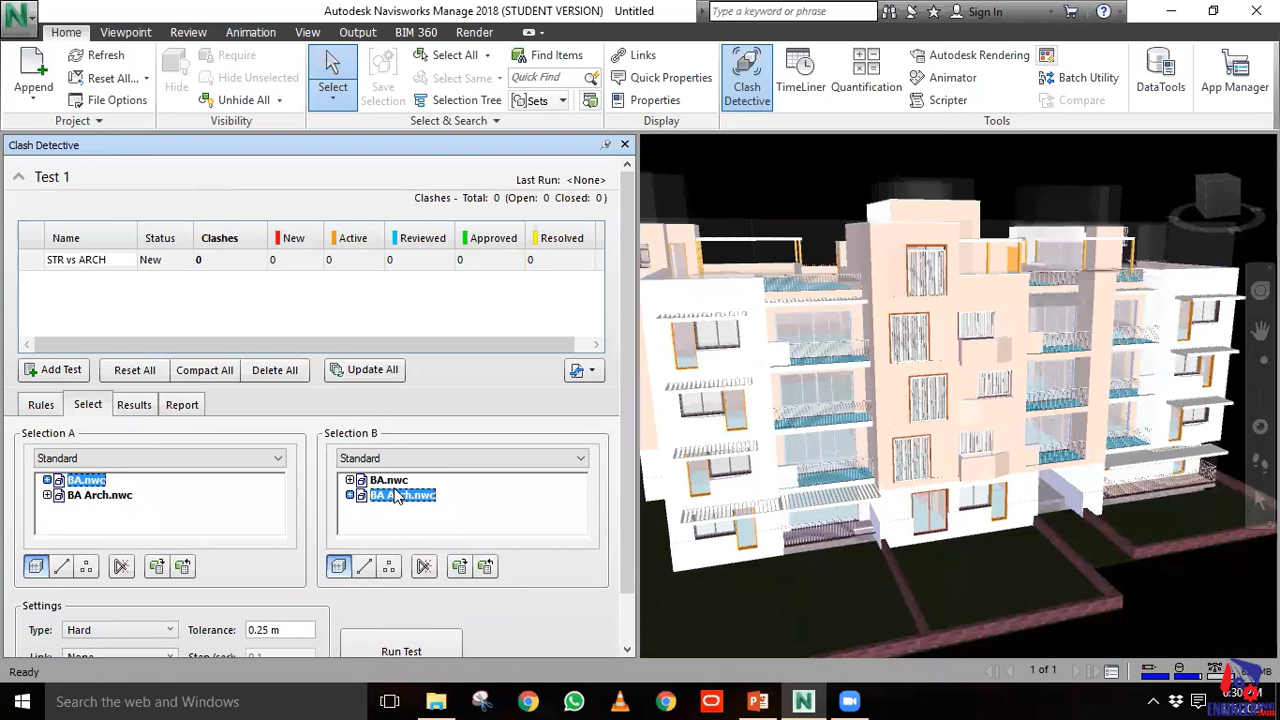 Autodesk Navisworks Manage 2018 (STUDENT VERSION) Untitled
Type a keyword or phrase
Sign In
Home Viewpoint Review Animation View Output BIM 360 Render
Append
Refresh
Reset All...
File Options
Project
Hide
Require
Hide Unselected
Unhide All
Visibility
Select
Save Selection
Select All
Select Same
Selection Tree
Find Items
Quick Find
Sets
Select & Search
Links
Quick Properties
Properties
Display
Clash Detective
TimeLiner
Quantification
Autodesk Rendering
Animator
Scripter
Batch Utility
Compare
Tools
DataTools
App Manager
Clash Detective
Test 1
Last Run: <None>
Clashes - Total: 0 (Open: 0 Closed: 0)
Name Status Clashes New Active Reviewed Approved Resolved
STR vs ARCH New 0 0 0 0 0 0
Add Test Reset All Compact All Delete All Update All
Rules Select Results Report
Selection A
Standard
BA.nwc
BA Arch.nwc
Selection B
Standard
BA.nwc
BA Arch.nwc
Settings
Type: Hard Tolerance: 0.25 m
Run Test
Ready
1 of 1
Search the web and Windows
ENGINEERING